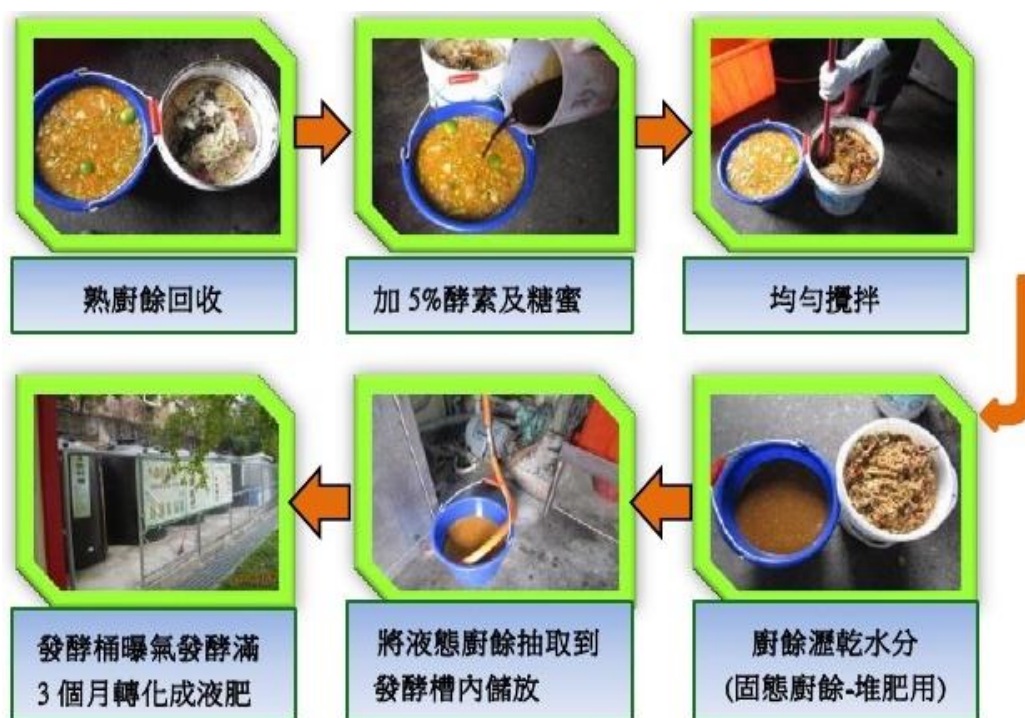 熟廚餘回收
加 5%酵素及糖蜜
均勻攪拌
廚餘瀝乾水分
(固態廚餘-堆肥用)
將液態廚餘抽取到
發酵槽內儲放
發酵桶曝氣發酵滿
3 個月轉化成液肥